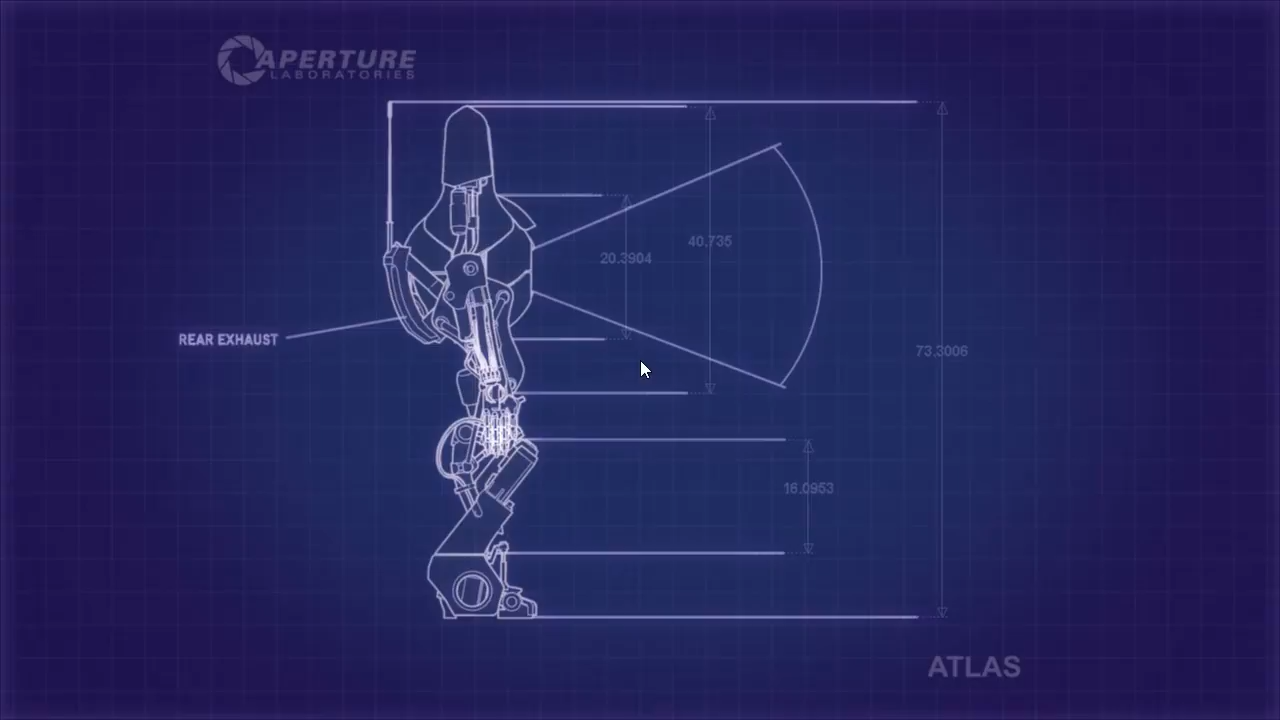 APERTURE
LABORATORIES
40.735
20.3904
REAR EXHAUST
73.3006
16.0953
ATLAS